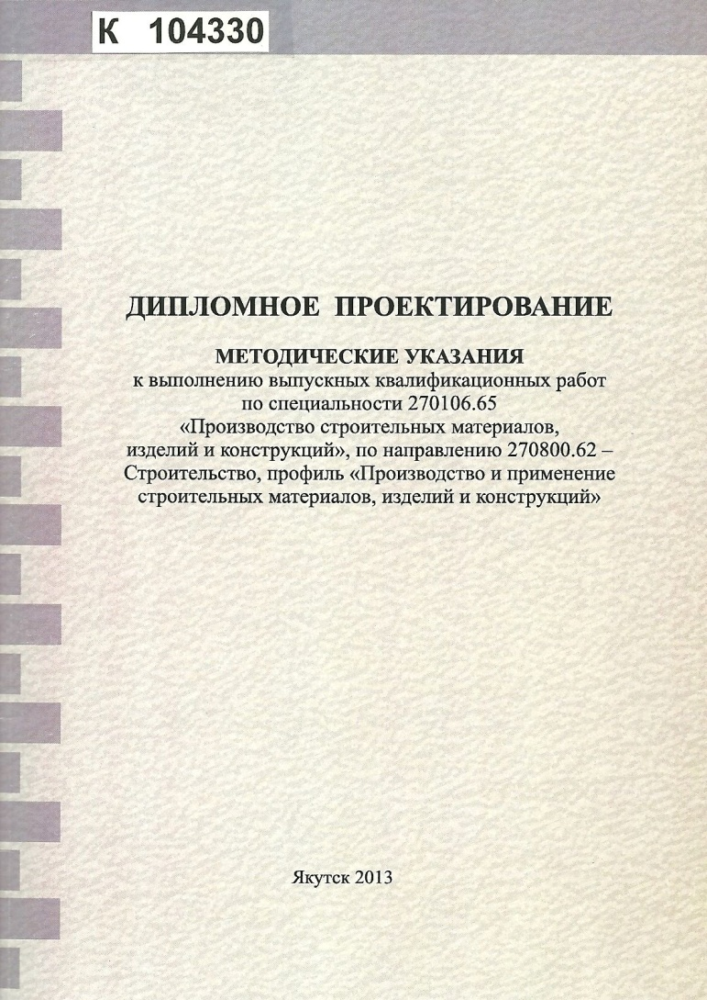 К 104330
ДИПЛОМНОЕ ПРОЕКТИРОВАНИЕ
МЕТОДИЧЕСКИЕ УКАЗАНИЯ
к выполнению выпускных квалификационных работ
по специальности 270106.65
«Производство строительных материалов,
изделий и конструкций», по направлению 270800.62 –
Строительство, профиль «Производство и применение
строительных материалов, изделий и конструкций»
Якутск 2013